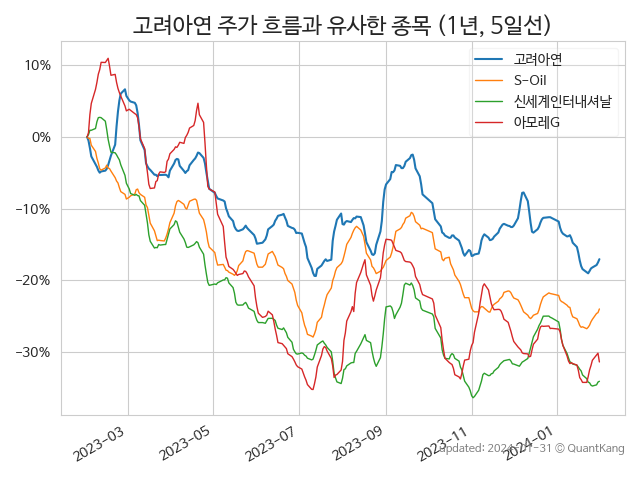 고려아연 주가 흐름과 유사한 종목 (1년, 5일선)
고려아연
S-Oil
신세계인터내셔날
아모레G
10%
0%
−10%
−20%
−30%
2023-03
2023-05
2023-07
2023-09
2023-11
2024-01
updated: 2024-01-31 © QuantKang